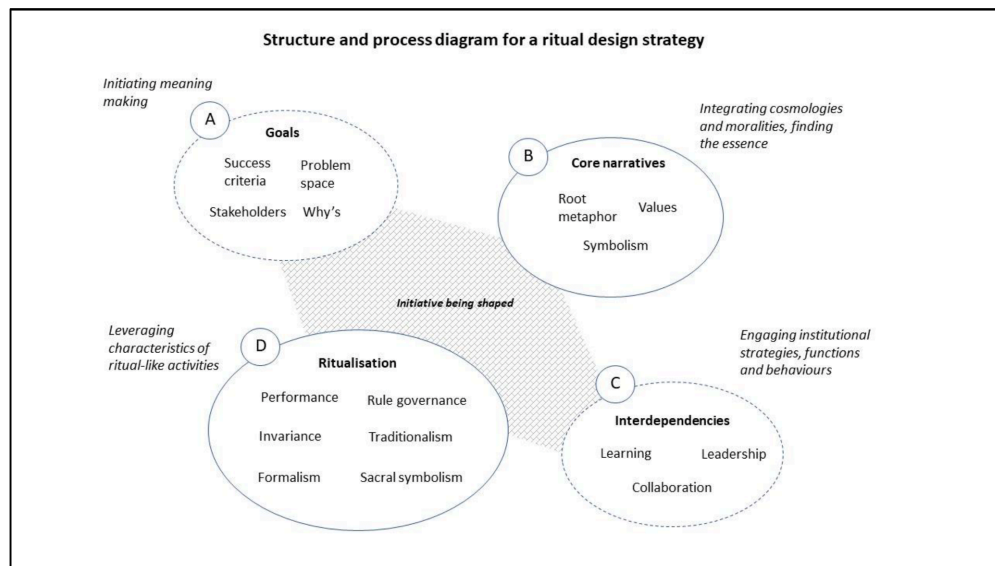 Structure and process diagram for a ritual design strategy
Initiating meaning
making
A
Goals
Success
criteria
Problem
space
Stakeholders
Why's
Integrating cosmologies
and moralities, finding
the essence
B
Core narratives
Root
metaphor
Values
Symbolism
Initiative being shaped
Leveraging
characteristics of
ritual-like activities
D
Ritualisation
Performance
Rule governance
Invariance
Traditionalism
Formalism
Sacral symbolism
Engaging institutional
strategies, functions
and behaviours
C
Interdependencies
Learning
Leadership
Collaboration